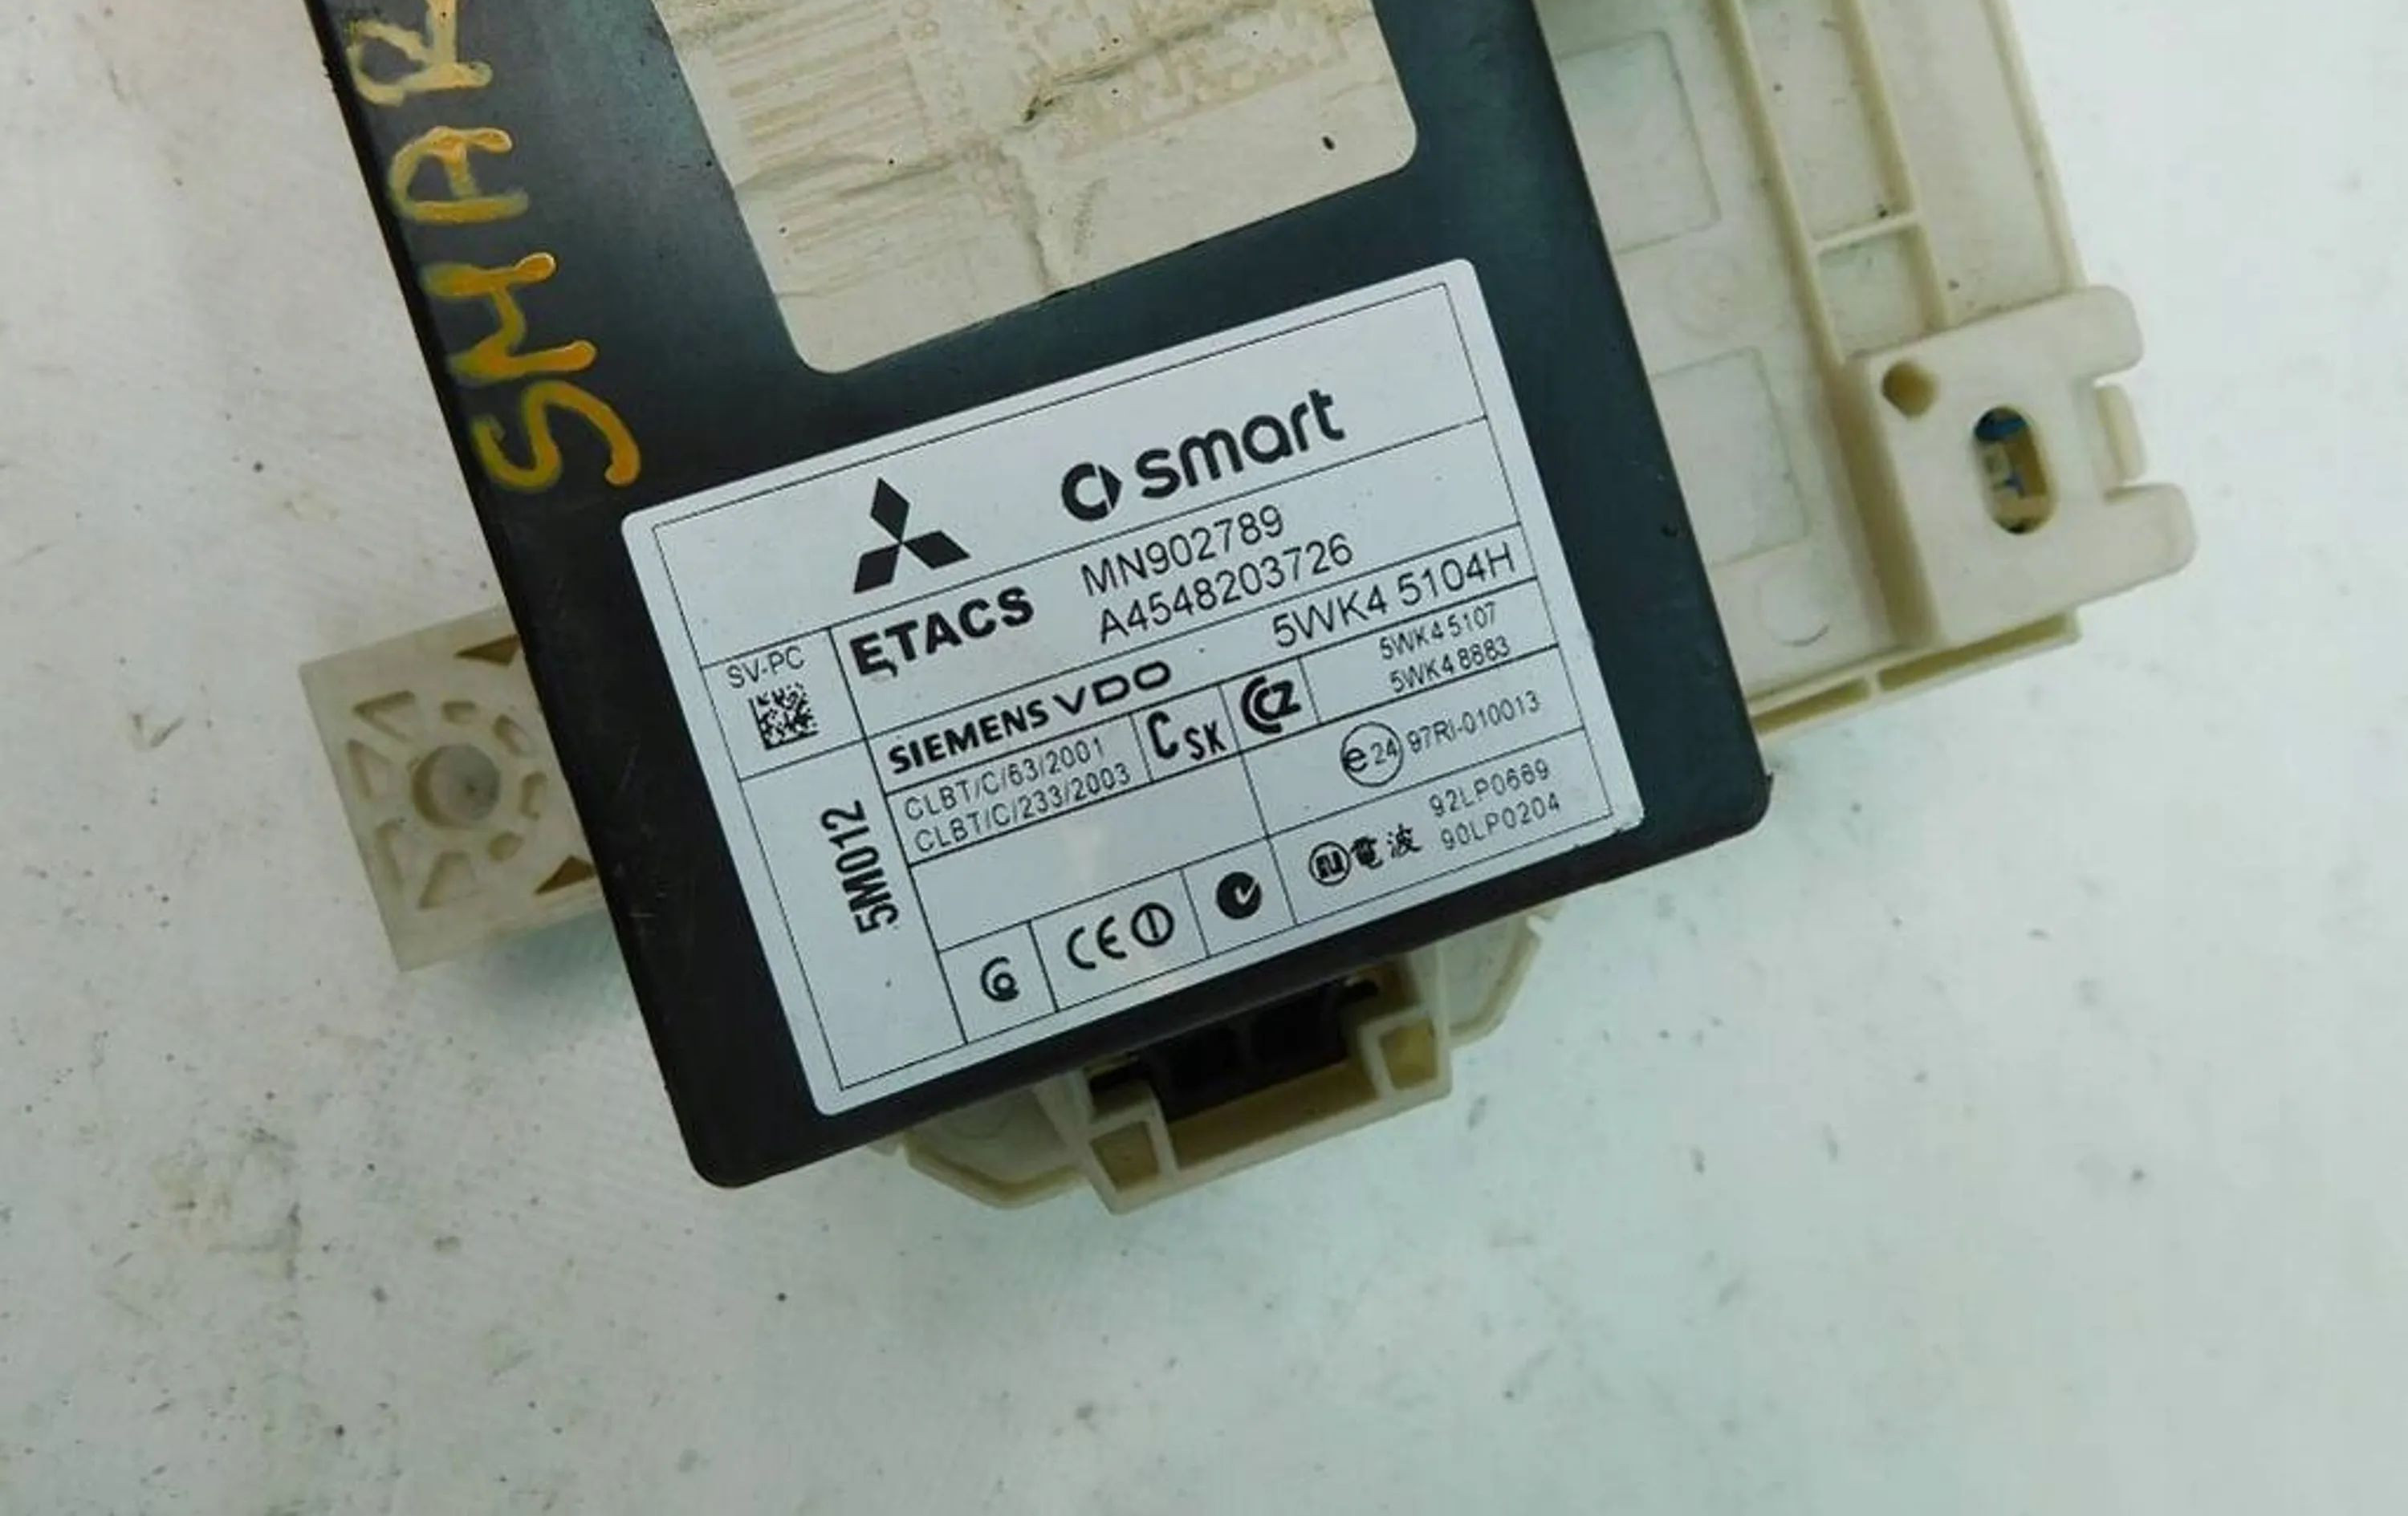 SMAR
smart
ETACS
MN902789
A4548203726
SV-PC
SIEMENS VDO
5WK4 5104H
CLBT/C/63/2001
CLBT/C/233/2003
CSK
CZ
5WK4 5107
5WK4 8683
e24 97RI-010013
5M012
CE
電波
92LP0669
90LP0204